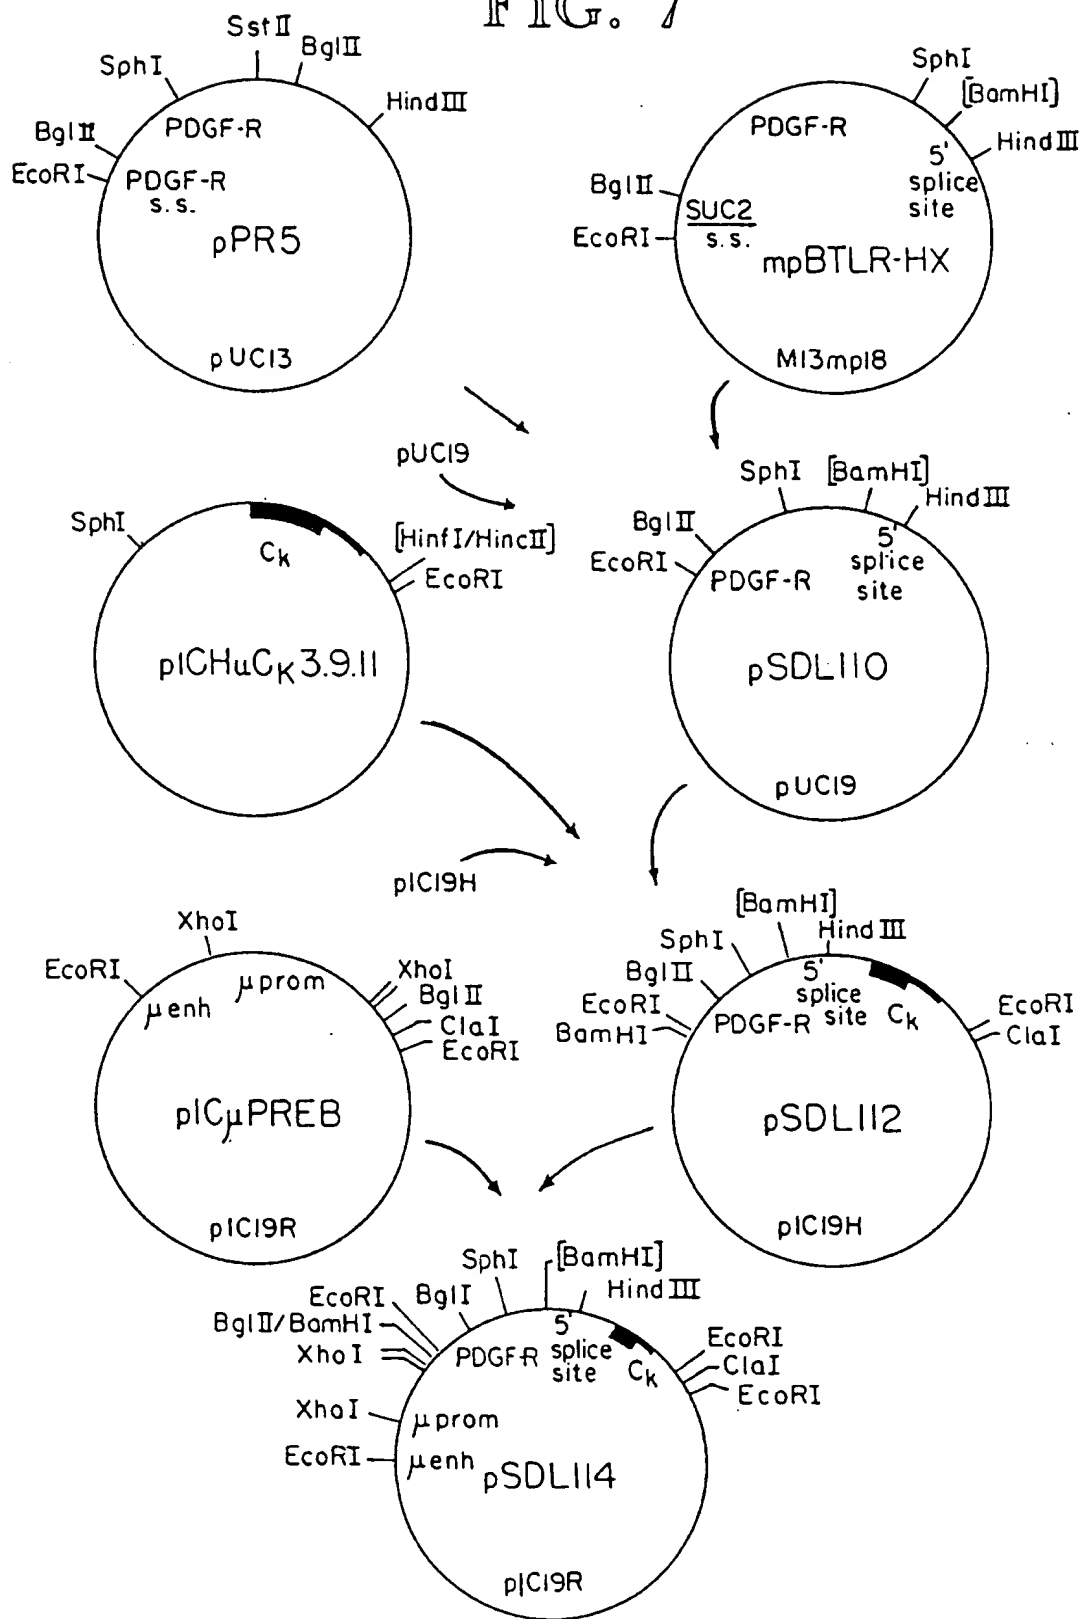 FIG. 7
SstII
BglII
SphI
HindIII
BglII
EcoRI
PDGF-R
PDGF-R
s.s.
pPR5
pUC13
SphI
[BamHI]
HindIII
PDGF-R
5'
splice
site
BglII
SUC2
s.s.
EcoRI
mpBTLR-HX
M13mp18
pUC19
SphI
CK
[HinfI/HincII]
EcoRI
pICHuCK3.9.11
SphI
[BamHI]
HindIII
BglII
EcoRI
5'
splice
site
PDGF-R
pSDL110
pUC19
pIC19H
XhoI
EcoRI
μprom
μenh
XhoI
BglII
ClaI
EcoRI
pICμPREB
pIC19R
[BamHI]
HindIII
SphI
BglII
EcoRI
BamHI
5'
splice
site
PDGF-R
CK
EcoRI
ClaI
pSDL112
pIC19H
SphI
[BamHI]
HindIII
EcoRI
BglI
BglII/BamHI
XhoI
5'
splice
site
PDGF-R
CK
EcoRI
ClaI
EcoRI
XhoI
μprom
EcoRI
μenh
pSDL114
pIC19R